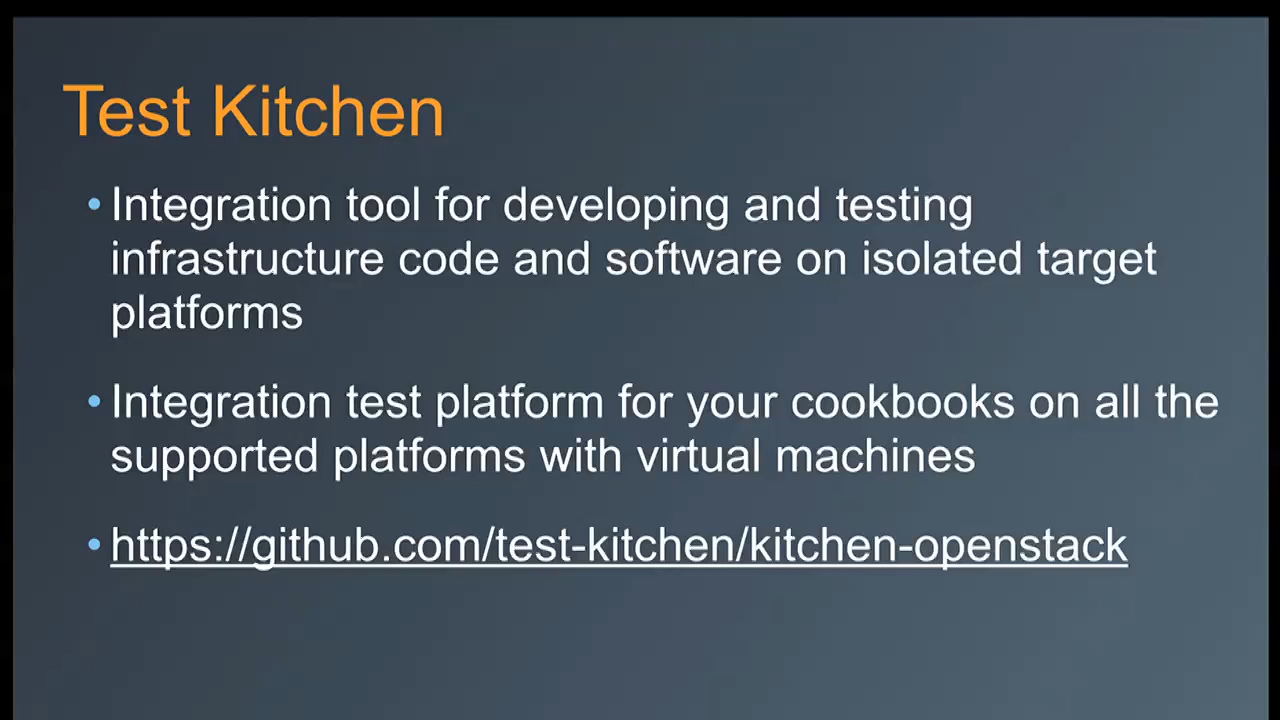 Test Kitchen
• Integration tool for developing and testing
infrastructure code and software on isolated target
platforms
• Integration test platform for your cookbooks on all the
supported platforms with virtual machines
• https://github.com/test-kitchen/kitchen-openstack